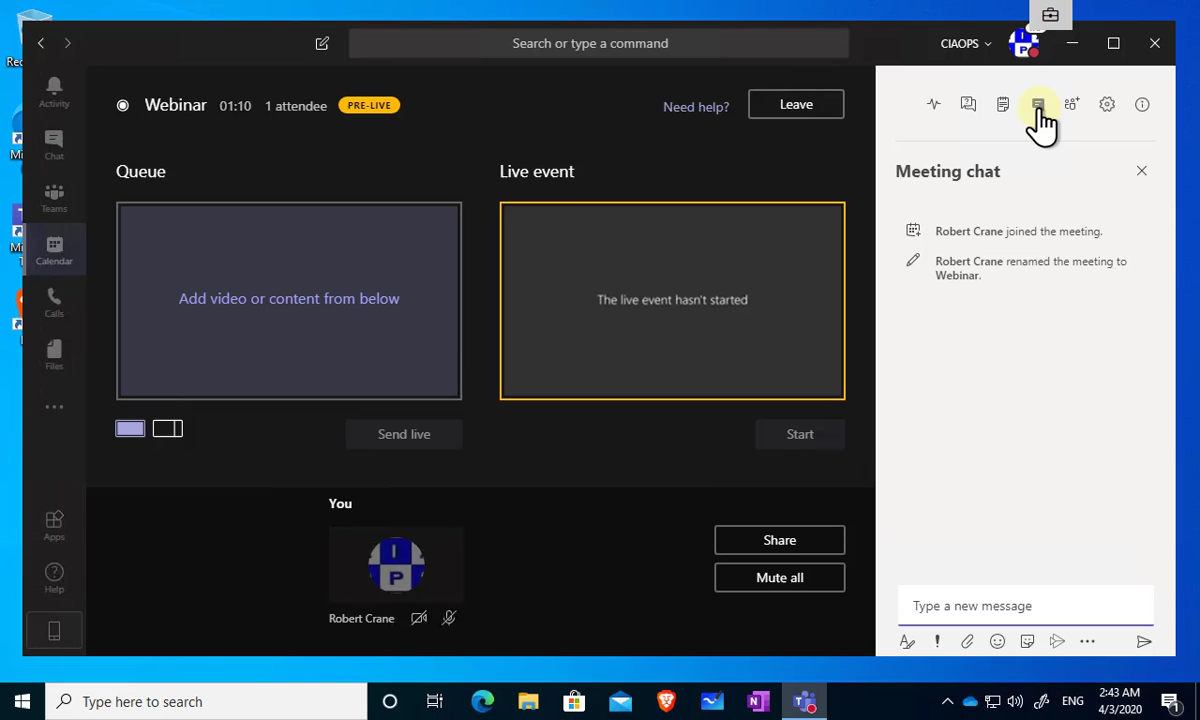 Search or type a command
CIAOPS
Activity
Chat
Teams
Calendar
Calls
Files
Apps
Help
Webinar 01:10 1 attendee PRE-LIVE
Need help?
Leave
Queue
Live event
Add video or content from below
The live event hasn't started
Send live
Start
You
I
P
Robert Crane
Share
Mute all
Meeting chat
Robert Crane joined the meeting.
Robert Crane renamed the meeting to
Webinar.
Type a new message
Type here to search
ENG
2:43 AM
4/3/2020
1